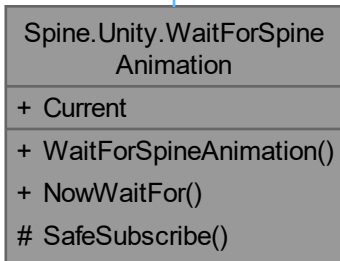 Spine.Unity.WaitForSpine
Animation
+ Current
+ WaitForSpineAnimation()
+ NowWaitFor()
# SafeSubscribe()